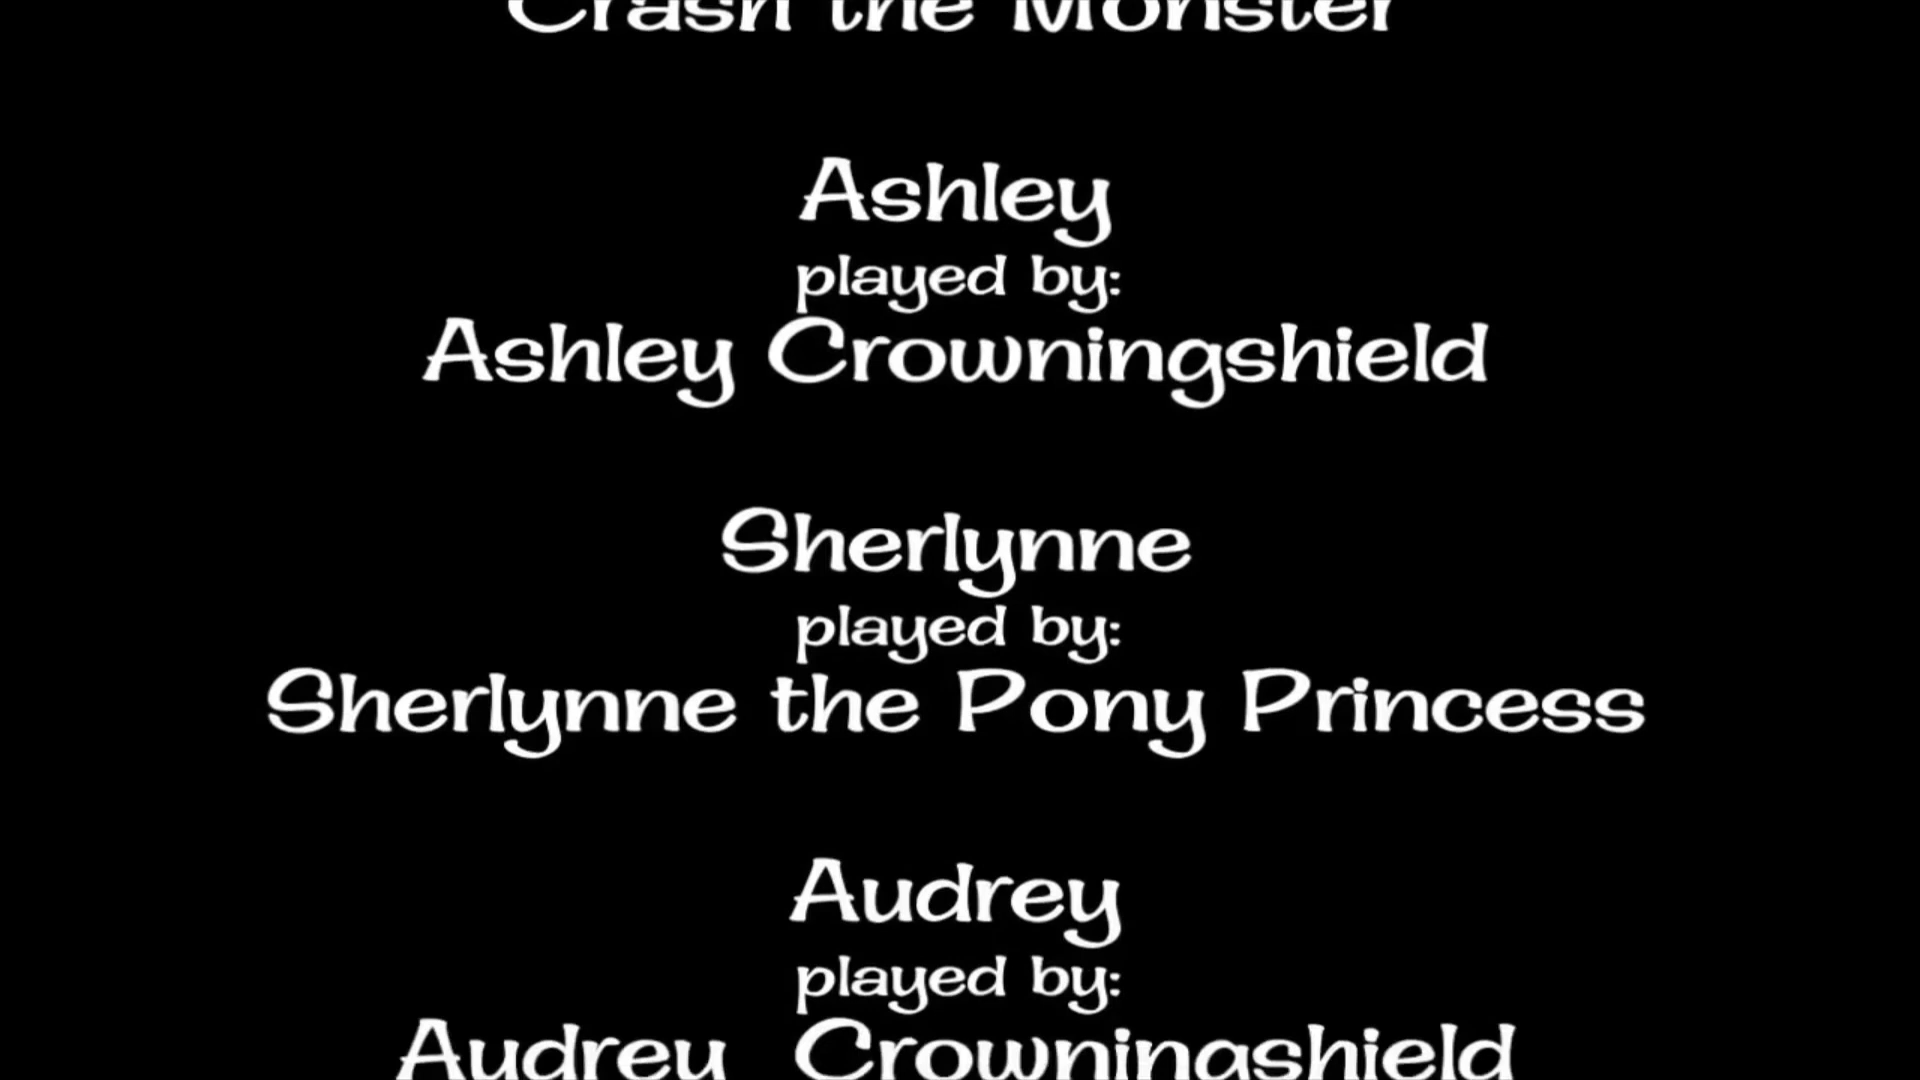 Crash the Monster
Ashley
played by:
Ashley Crowningshield
Sherlynne
played by:
Sherlynne the Pony Princess
Audrey
played by:
Audrey Crowningshield